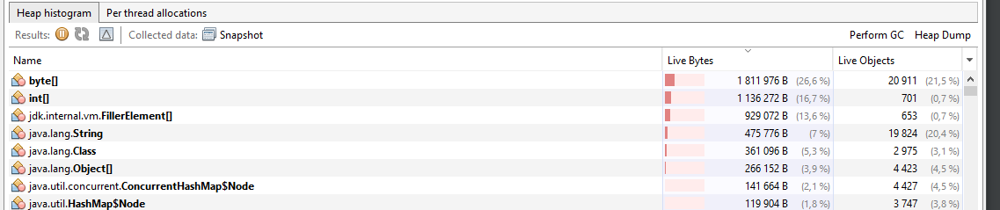 Heap histogram Per thread allocations
Results: Collected data: Snapshot Perform GC Heap Dump
Name Live Bytes Live Objects
byte[] 1 811 976 B (26,6 %) 20 911 (21,5 %)
int[] 1 136 272 B (16,7 %) 701 (0,7 %)
jdk.internal.vm.FillerElement[] 929 072 B (13,6 %) 653 (0,7 %)
java.lang.String 475 776 B (7 %) 19 824 (20,4 %)
java.lang.Class 361 096 B (5,3 %) 2 975 (3,1 %)
java.lang.Object[] 266 152 B (3,9 %) 4 423 (4,5 %)
java.util.concurrent.ConcurrentHashMap$Node 141 664 B (2,1 %) 4 427 (4,5 %)
java.util.HashMap$Node 119 904 B (1,8 %) 3 747 (3,8 %)